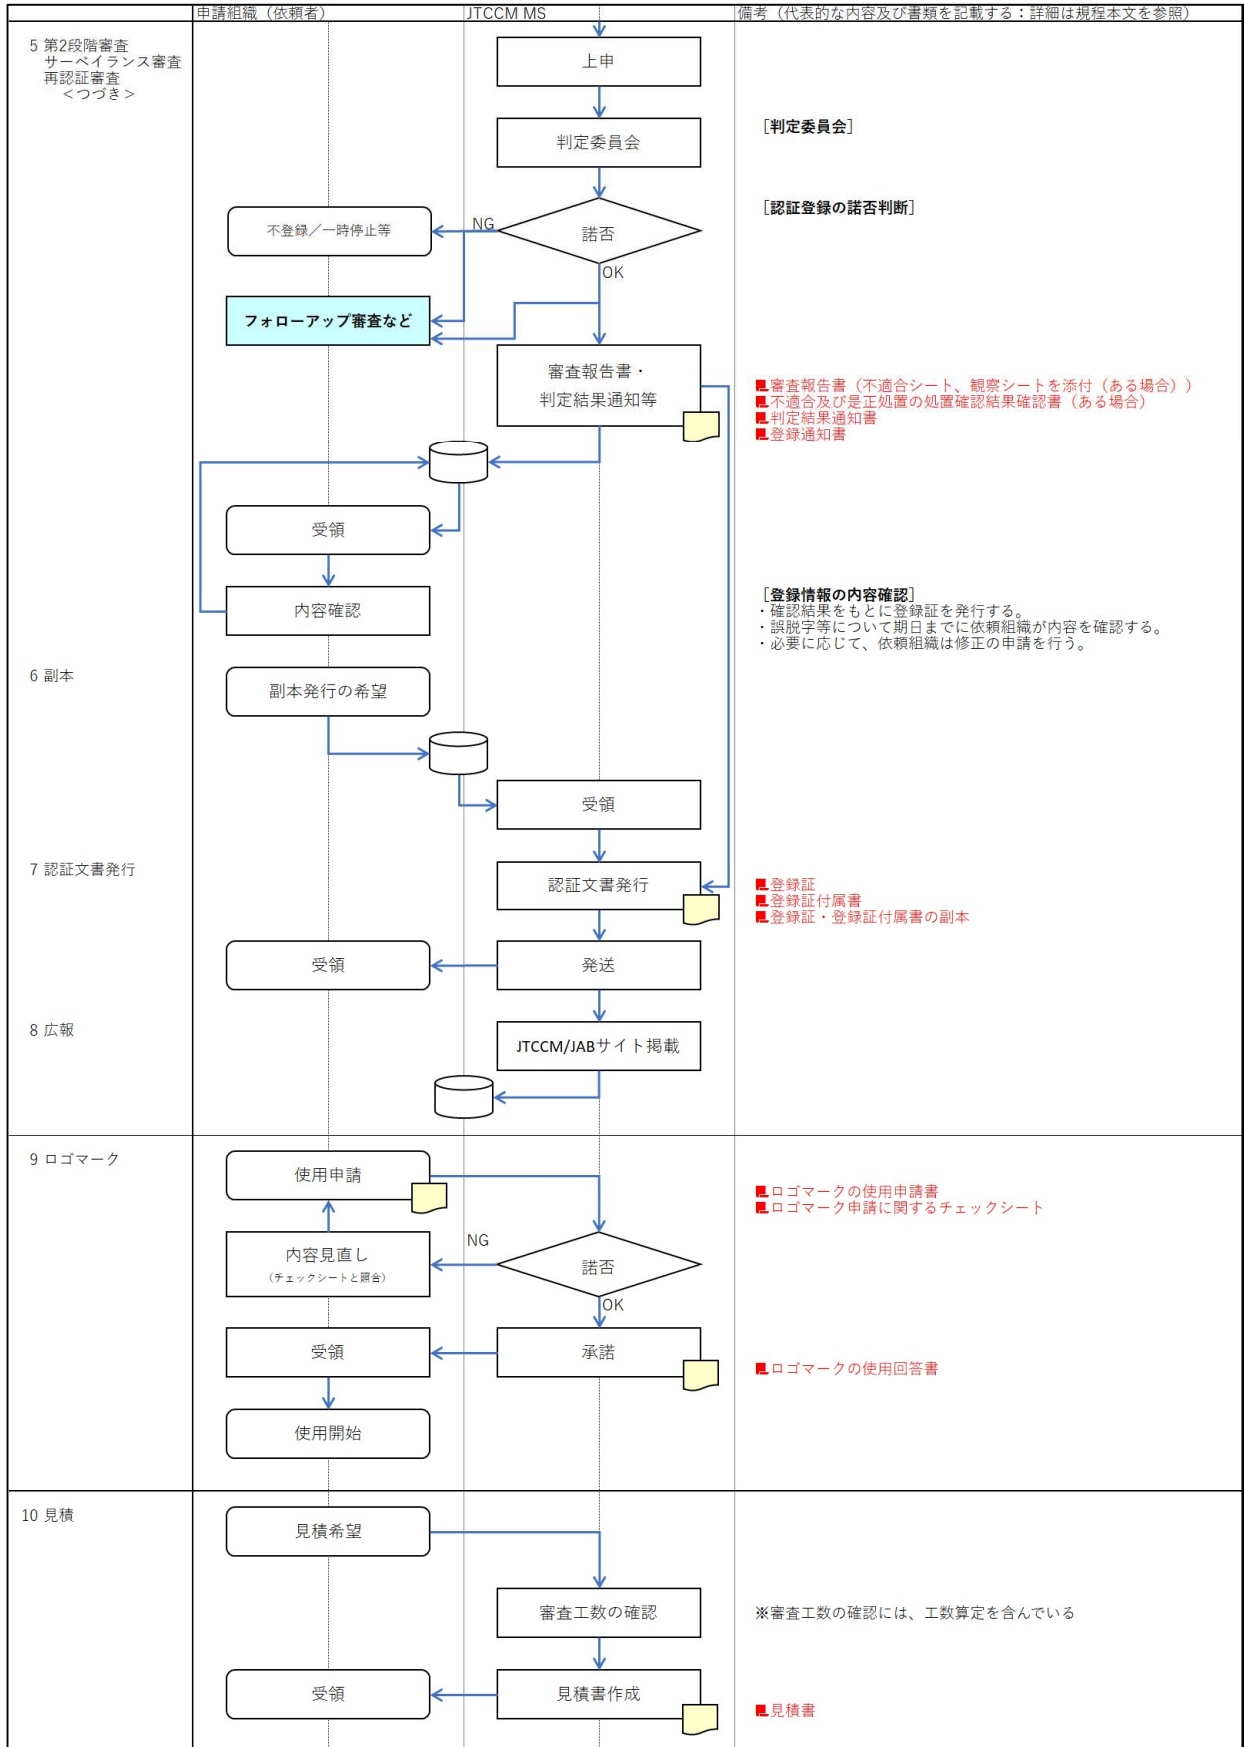 申請組織（依頼者）
JTCCM MS
備考（代表的な内容及び書類を記載する：詳細は規程本文を参照）
5 第2段階審査
サーベイランス審査
再認証審査
＜つづき＞
上申
判定委員会
［判定委員会］
［認証登録の諾否判断］
諾否
NG
OK
不登録／一時停止等
フォローアップ審査など
審査報告書・
判定結果通知等
審査報告書（不適合シート、観察シートを添付（ある場合））
不適合及び是正処置の処置確認結果確認書（ある場合）
判定結果通知書
登録通知書
受領
内容確認
［登録情報の内容確認］
・確認結果をもとに登録証を発行する。
・誤脱字等について期日までに依頼組織が内容を確認する。
・必要に応じて、依頼組織は修正の申請を行う。
6 副本
副本発行の希望
受領
7 認証文書発行
認証文書発行
登録証
登録証付属書
登録証・登録証付属書の副本
受領
発送
8 広報
JTCCM/JABサイト掲載
9 ロゴマーク
使用申請
ロゴマークの使用申請書
ロゴマーク申請に関するチェックシート
内容見直し
（チェックシートと照合）
NG
諾否
OK
受領
承諾
ロゴマークの使用回答書
使用開始
10 見積
見積希望
審査工数の確認
※審査工数の確認には、工数算定を含んでいる
受領
見積書作成
見積書